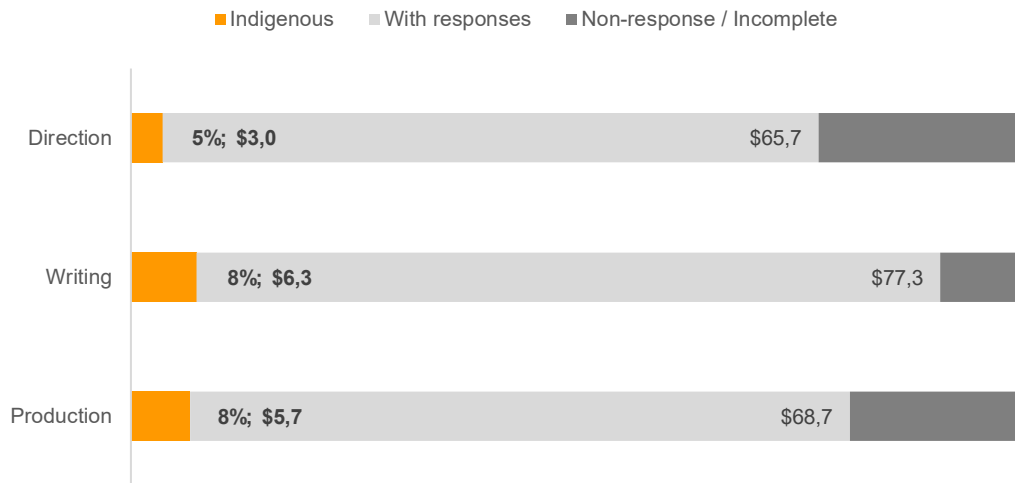 Indigenous With responses Non-response / Incomplete
Direction 5%; $3,0 $65,7
Writing 8%; $6,3 $77,3
Production 8%; $5,7 $68,7